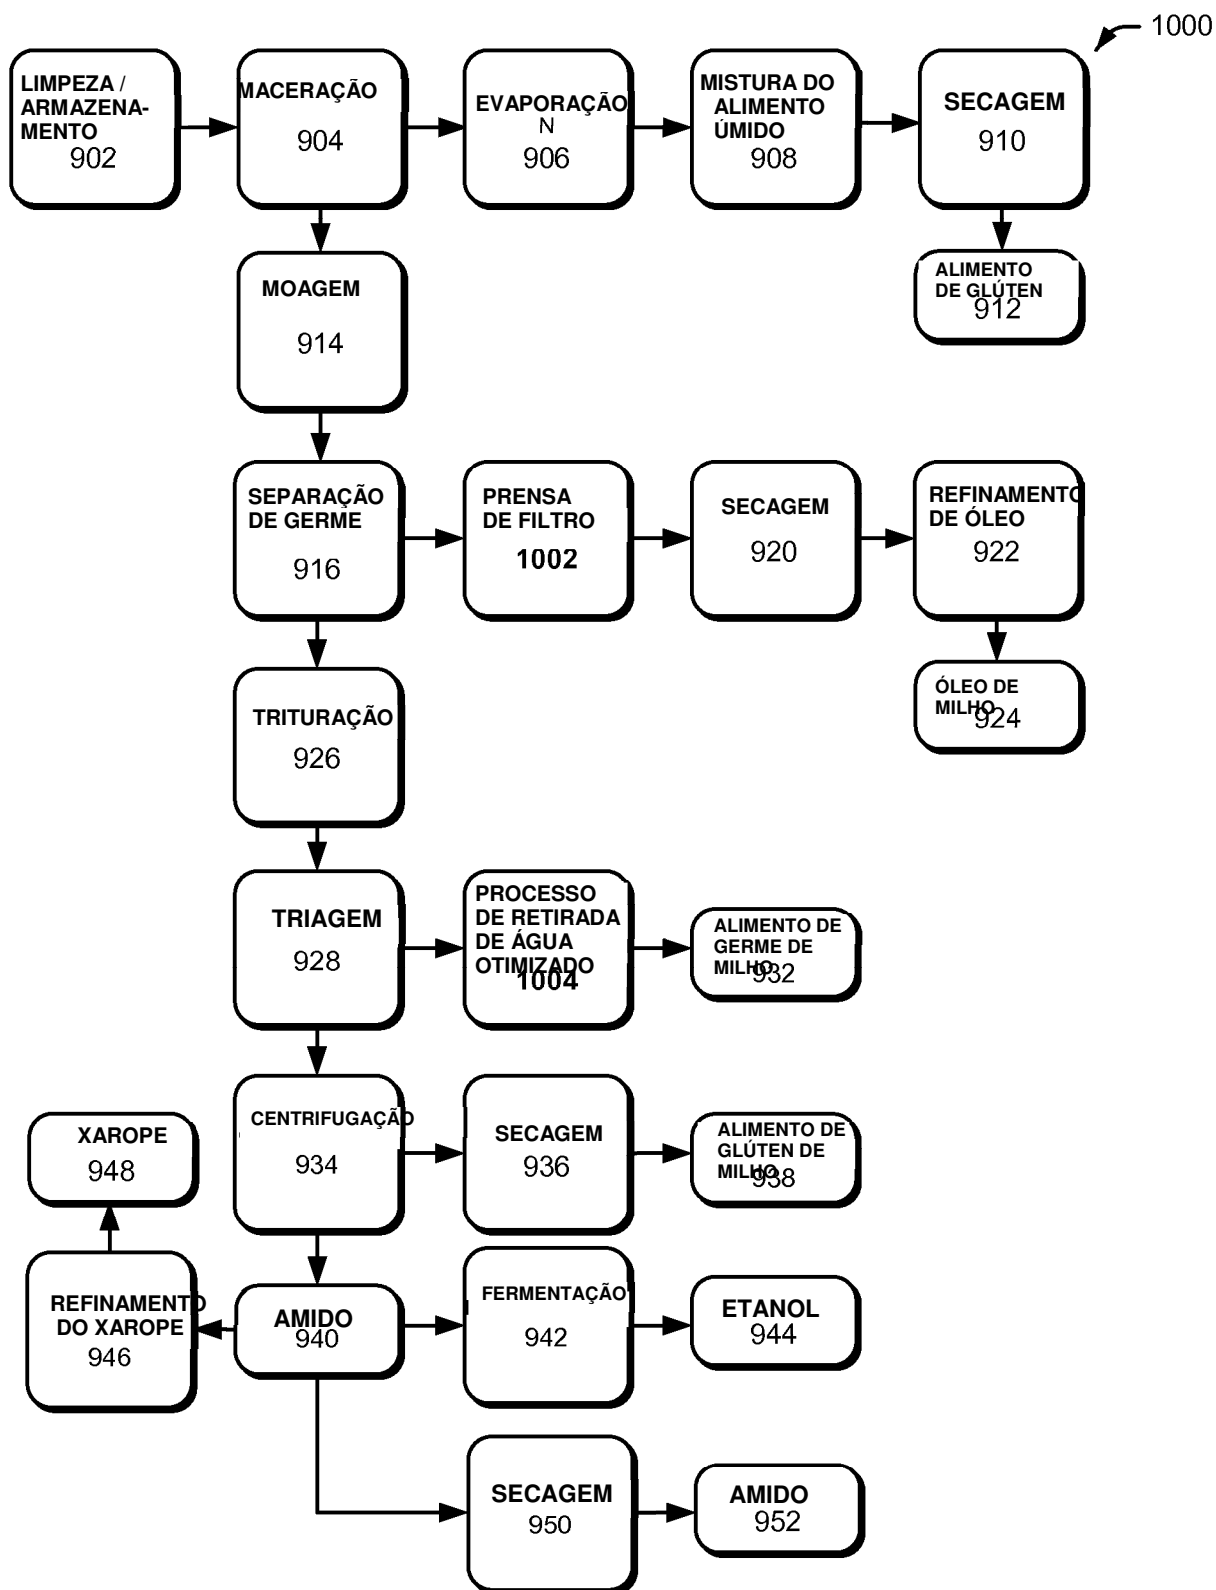 1000
LIMPEZA /
ARMAZENA-
MENTO
902
MACERAÇÃO
904
EVAPORAÇÃO
N
906
MISTURA DO
ALIMENTO
ÚMIDO
908
SECAGEM
910
ALIMENTO
DE GLÚTEN
912
MOAGEM
914
SEPARAÇÃO
DE GERME
916
PRENSA
DE FILTRO
1002
SECAGEM
920
REFINAMENTO
DE ÓLEO
922
ÓLEO DE
MILHO
924
TRITURAÇÃO
926
TRIAGEM
928
PROCESSO
DE RETIRADA
DE ÁGUA
OTIMIZADO
1004
ALIMENTO DE
GERME DE
MILHO
932
CENTRIFUGAÇÃO
934
SECAGEM
936
ALIMENTO DE
GLÚTEN DE
MILHO
938
XAROPE
948
REFINAMENTO
DO XAROPE
946
AMIDO
940
FERMENTAÇÃO
942
ETANOL
944
SECAGEM
950
AMIDO
952